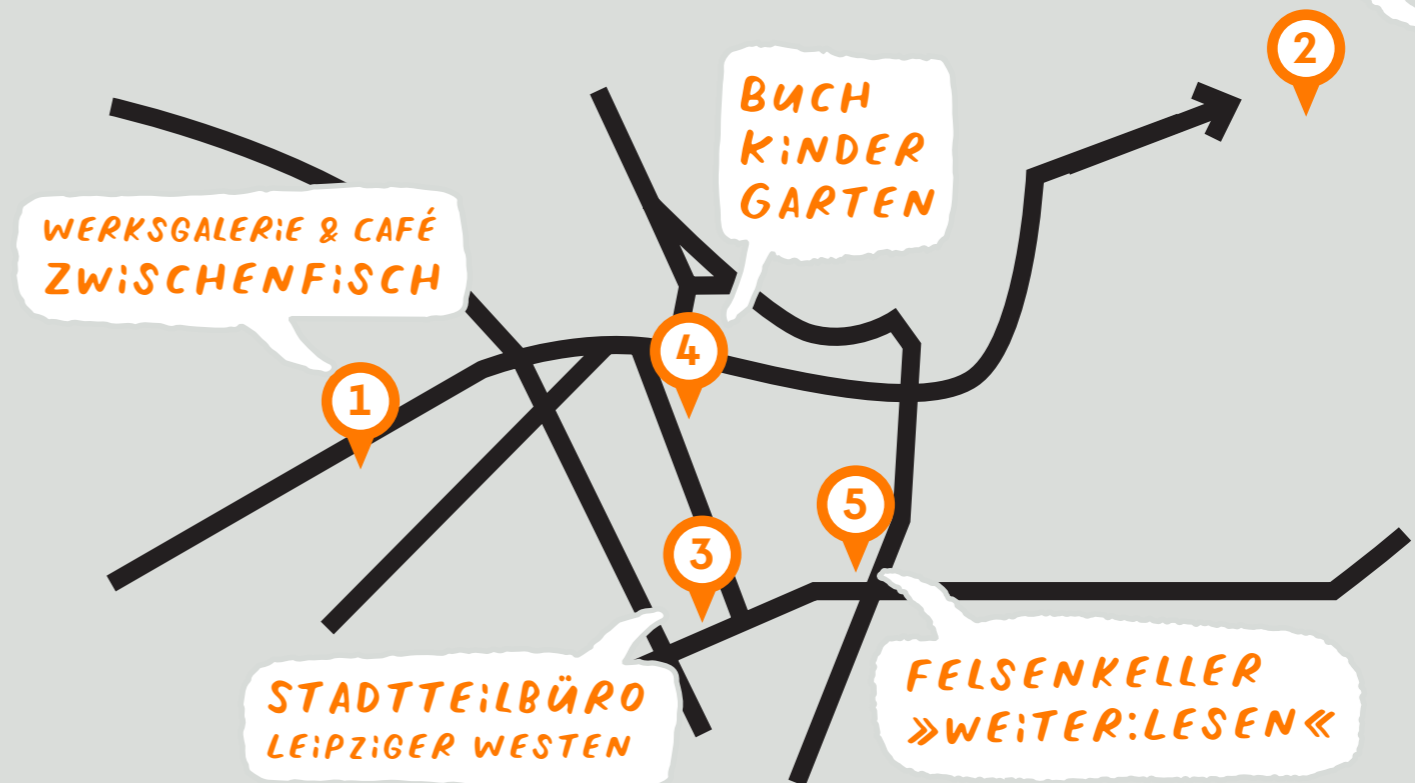 2
BUCH
KiNDER
GARTEN
WERKSGALERiE & CAFÉ
ZWiSCHENFiSCH
4
1
5
3
STADTTEiLBÜRO
LEiPZiGER WESTEN
FELSENKELLER
»WEiTER:LESEN«